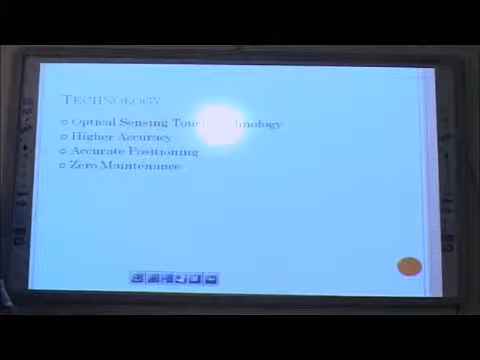 TECHNOLOGY
Optical Sensing Touch Technology
Higher Accuracy
Accurate Positioning
Zero Maintenance